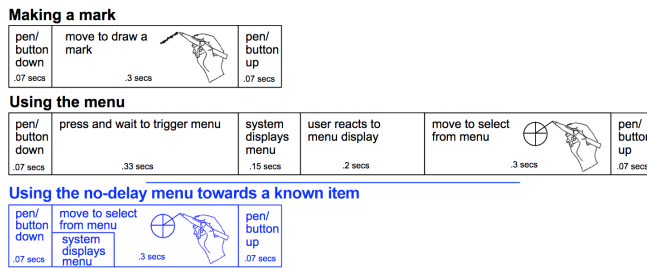 Making a mark
pen/ button down
.07 secs
move to draw a mark
.3 secs
pen/ button up
.07 secs
Using the menu
pen/ button down
.07 secs
press and wait to trigger menu
.33 secs
system displays menu
.15 secs
user reacts to menu display
.2 secs
move to select from menu
.3 secs
pen/ button up
.07 secs
Using the no-delay menu towards a known item
pen/ button down
.07 secs
move to select from menu
system displays menu
.3 secs
pen/ button up
.07 secs